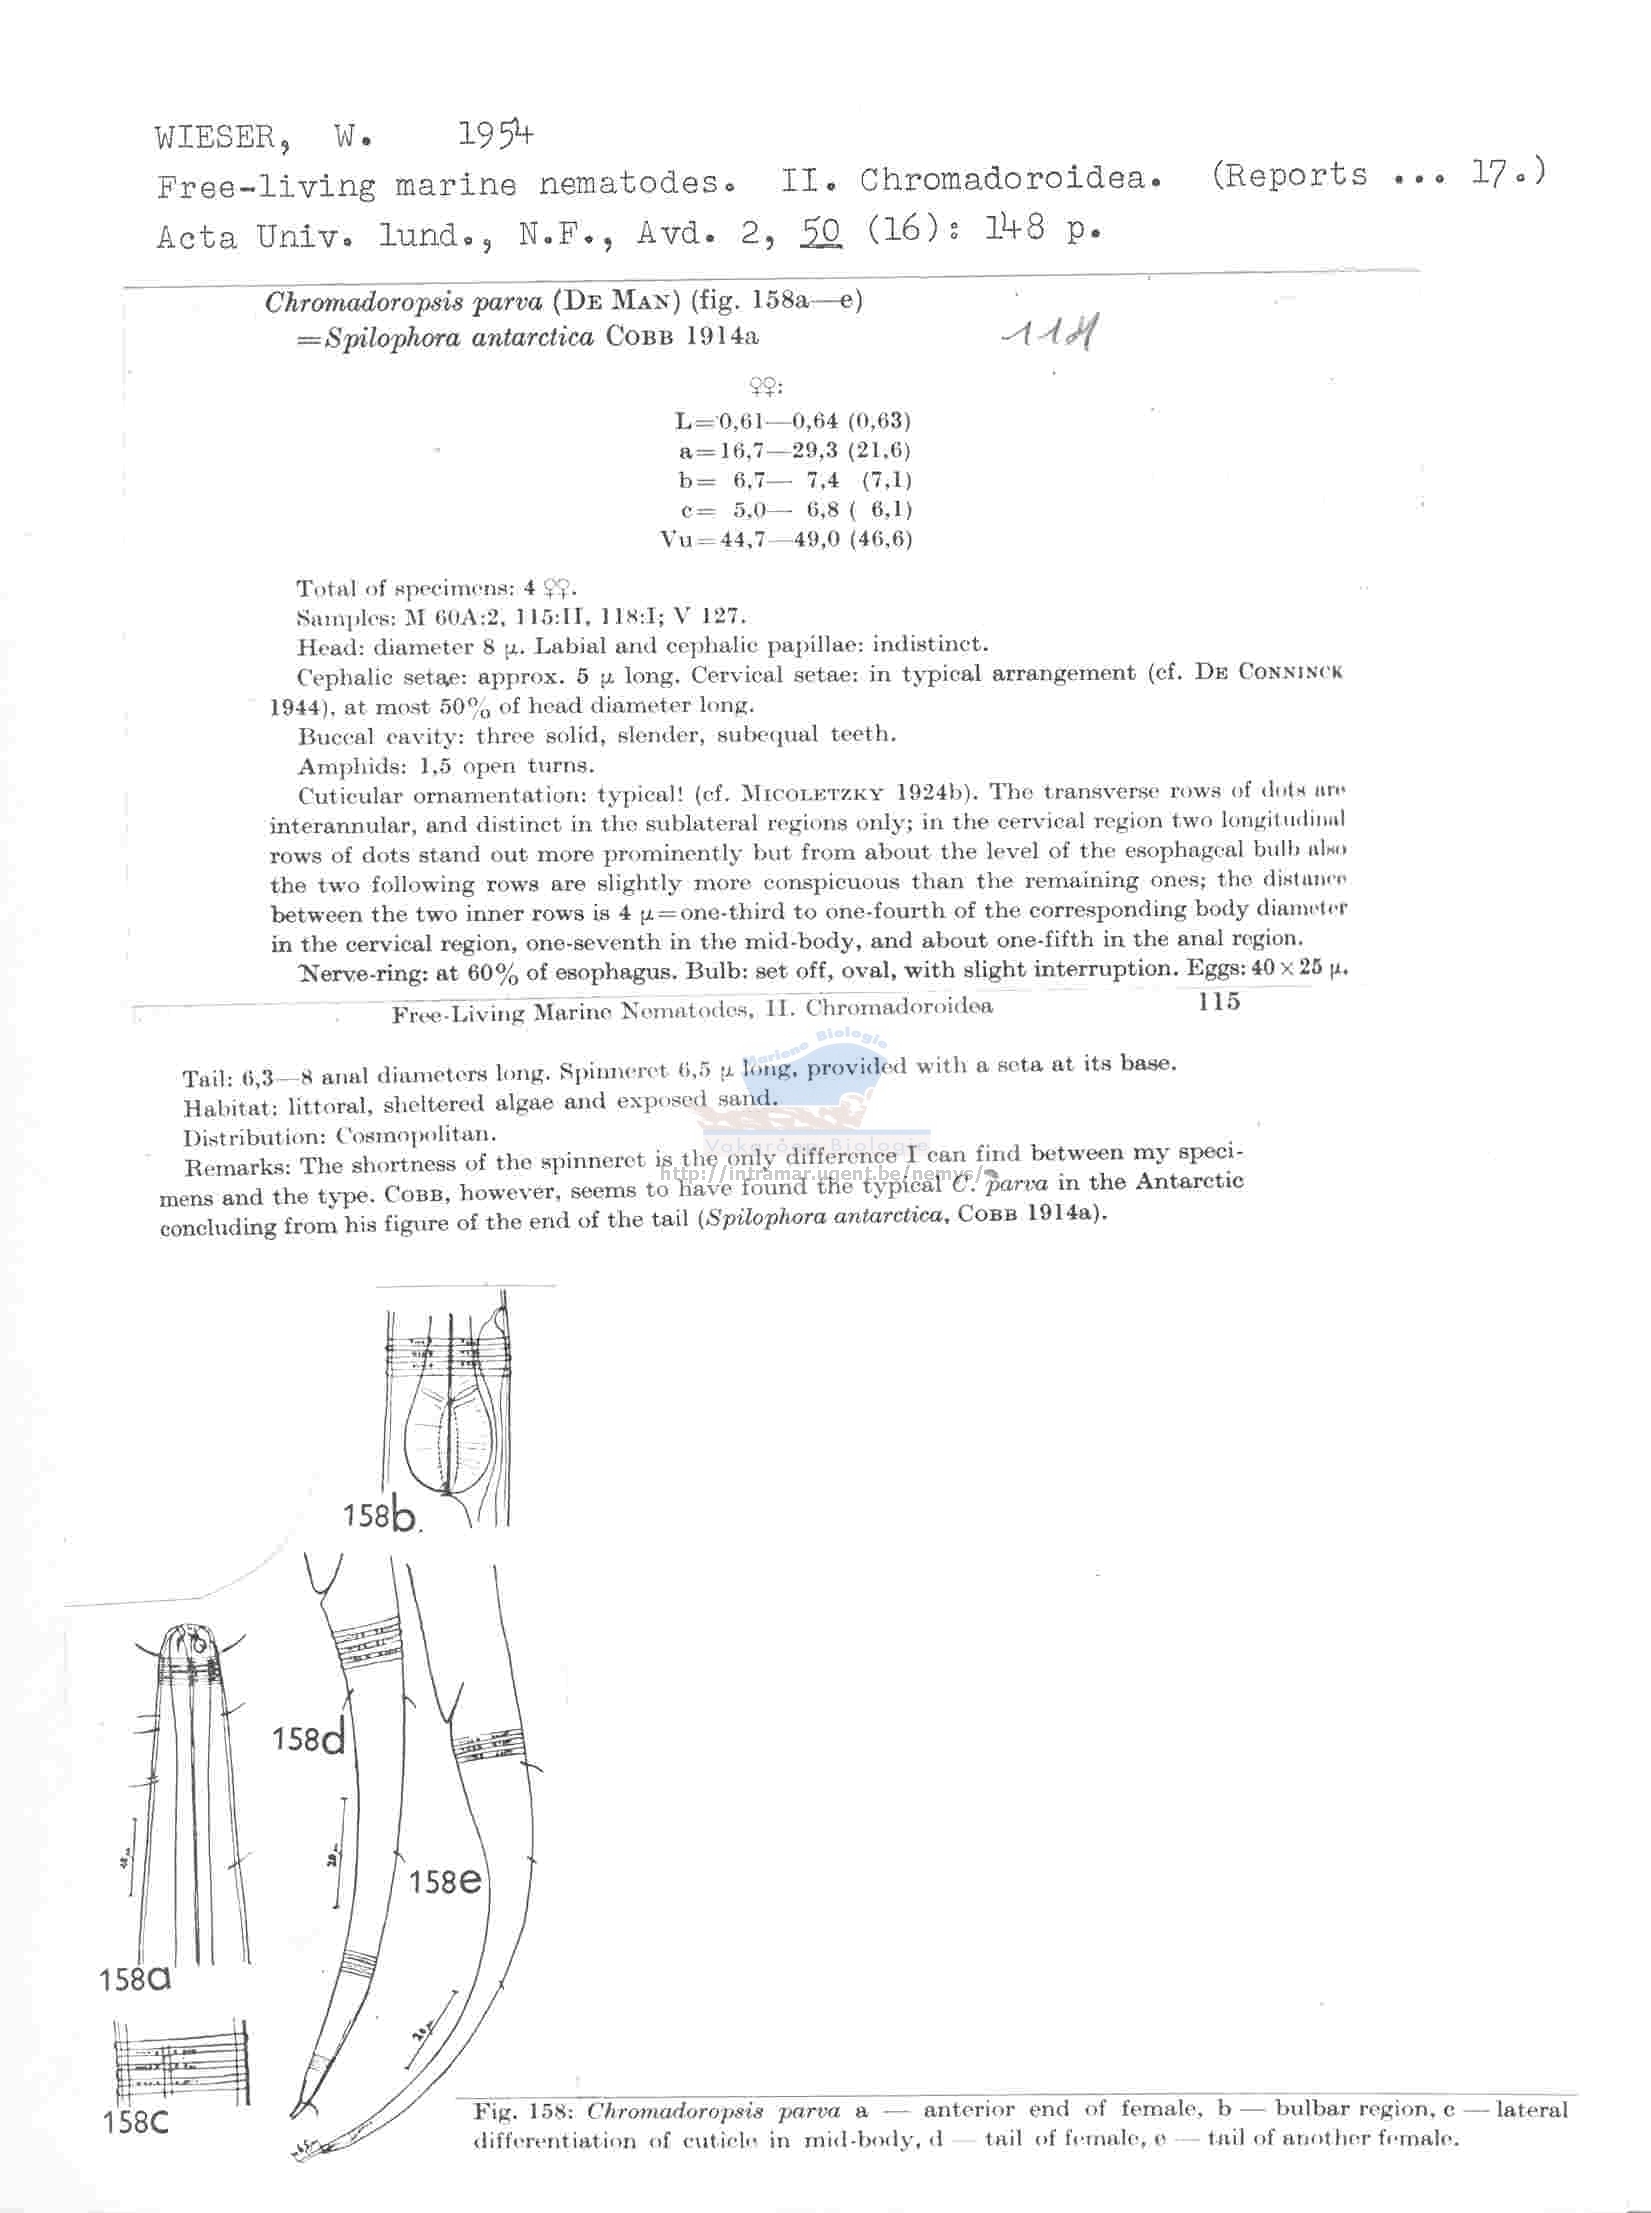 WIESER, W. 1954
Free-living marine nematodes. II. Chromadoroidea. (Reports ... 17.)
Acta Univ. lund., N.F., Avd. 2, 50 (16): 148 p.
Chromadoropsis parva (DE MAN) (fig. 158a—e)
=Spilophora antarctica COBB 1914a
♀♀:
L=0,61—0,64 (0,63)
a=16,7—29,3 (21,6)
b= 6,7— 7,4 (7,1)
c= 5,0— 6,8 ( 6,1)
Vu=44,7—49,0 (46,6)
Total of specimens: 4 ♀♀.
Samples: M 60A:2, 115:II, 118:I; V 127.
Head: diameter 8 μ. Labial and cephalic papillae: indistinct.
Cephalic setae: approx. 5 μ long. Cervical setae: in typical arrangement (cf. DE CONNINCK
1944), at most 50% of head diameter long.
Buccal cavity: three solid, slender, subequal teeth.
Amphids: 1,5 open turns.
Cuticular ornamentation: typical! (cf. MICOLETZKY 1924b). The transverse rows of dots are
interannular, and distinct in the sublateral regions only; in the cervical region two longitudinal
rows of dots stand out more prominently but from about the level of the esophageal bulb also
the two following rows are slightly more conspicuous than the remaining ones; the distance
between the two inner rows is 4 μ=one-third to one-fourth of the corresponding body diameter
in the cervical region, one-seventh in the mid-body, and about one-fifth in the anal region.
Nerve-ring: at 60% of esophagus. Bulb: set off, oval, with slight interruption. Eggs: 40 × 25 μ.
Free-Living Marine Nematodes, II. Chromadoroidea 115
Mariene Biologie
Tail: 6,3—8 anal diameters long. Spinneret 6,5 μ long, provided with a seta at its base.
Habitat: littoral, sheltered algae and exposed sand.
Distribution: Cosmopolitan.
Vakgroep Biologie
Remarks: The shortness of the spinneret is the only difference I can find between my speci-
http://intramar.ugent.be/nemys/
mens and the type. COBB, however, seems to have found the typical C. parva in the Antarctic
concluding from his figure of the end of the tail (Spilophora antarctica, COBB 1914a).
158b.
158d
20 μ
158e
158a
20 μ
158c
Fig. 158: Chromadoropsis parva a — anterior end of female, b — bulbar region, c — lateral
differentiation of cuticle in mid-body, d — tail of female, e — tail of another female.